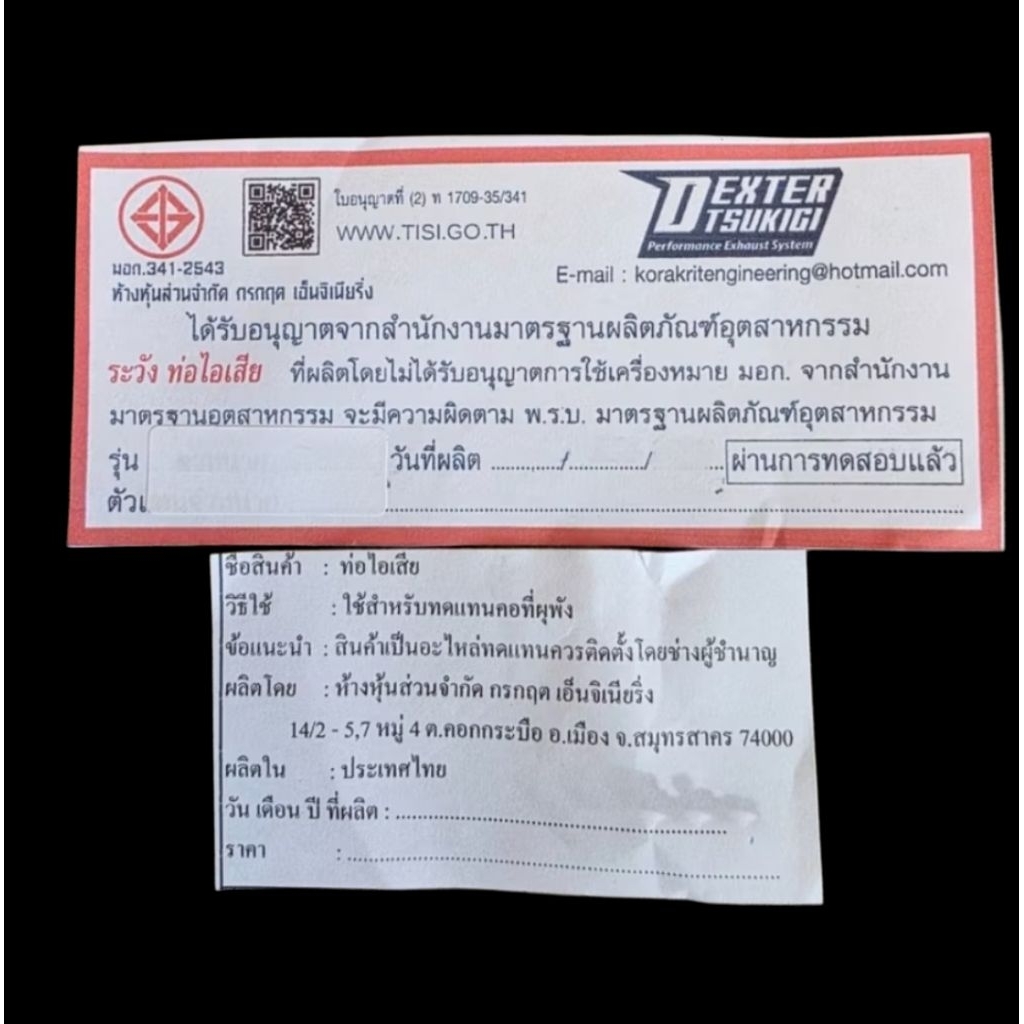 ใบอนุญาตที่ (2) ท 1709-35/341
WWW.TISI.GO.TH
DEXTER
TSUKIGI
Performance Exhaust System
E-mail : korakritengineering@hotmail.com
มอก.341-2543
ห้างหุ้นส่วนจำกัด กรกฤต เอ็นจิเนียริ่ง
ได้รับอนุญาตจากสำนักงานมาตรฐานผลิตภัณฑ์อุตสาหกรรม
ระวัง ท่อไอเสีย ที่ผลิตโดยไม่ได้รับอนุญาตการใช้เครื่องหมาย มอก. จากสำนักงาน
มาตรฐานอุตสาหกรรม จะมีความผิดตาม พ.ร.บ. มาตรฐานผลิตภัณฑ์อุตสาหกรรม
รุ่น วันที่ผลิต ............/............../ .... ผ่านการทดสอบแล้ว
ชื่อสินค้า : ท่อไอเสีย
วิธีใช้ : ใช้สำหรับทดแทนคอที่ผุพัง
ข้อแนะนำ : สินค้าเป็นอะไหล่ทดแทนควรติดตั้งโดยช่างผู้ชำนาญ
ผลิตโดย : ห้างหุ้นส่วนจำกัด กรกฤต เอ็นจิเนียริ่ง
14/2 - 5,7 หมู่ 4 ต.คอกกระบือ อ.เมือง จ.สมุทรสาคร 74000
ผลิตใน : ประเทศไทย
วัน เดือน ปี ที่ผลิต : ..........................................................
ราคา : ..........................................................................